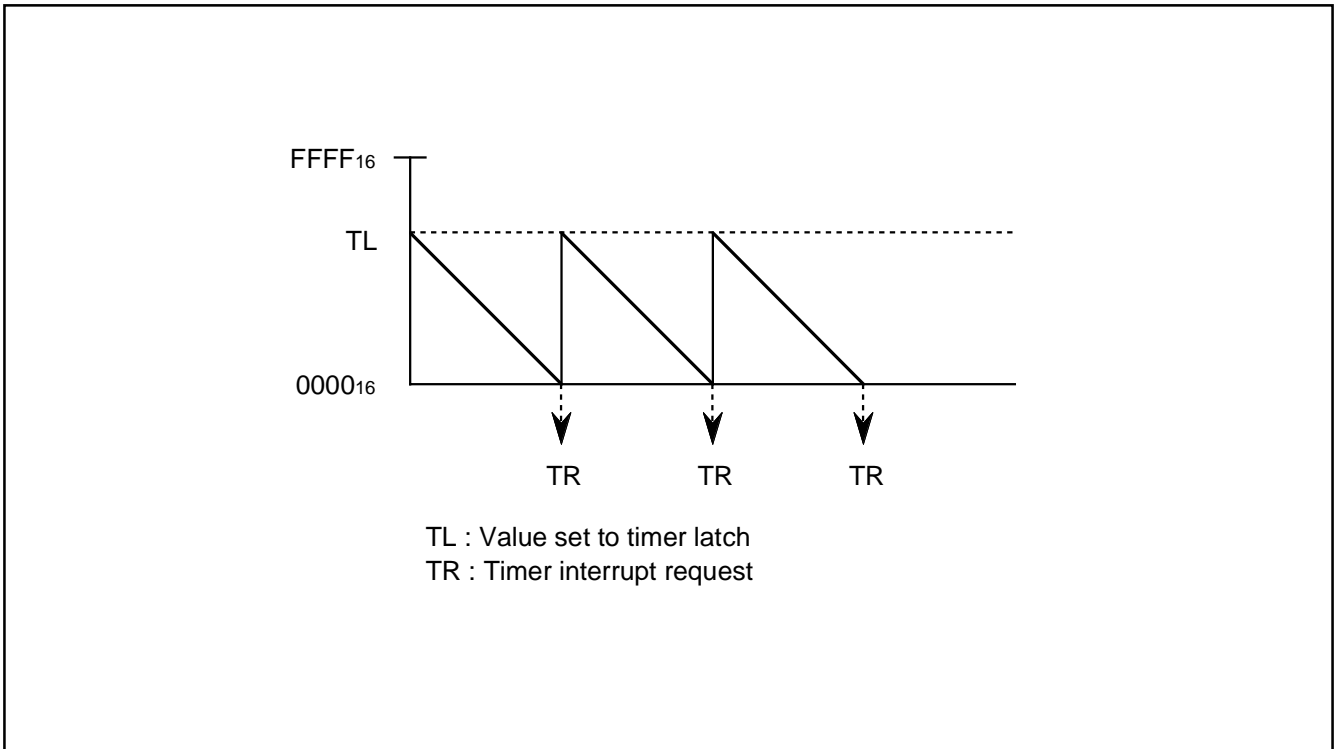 FFFF16
TL
000016
TR TR TR
TL : Value set to timer latch
TR : Timer interrupt request